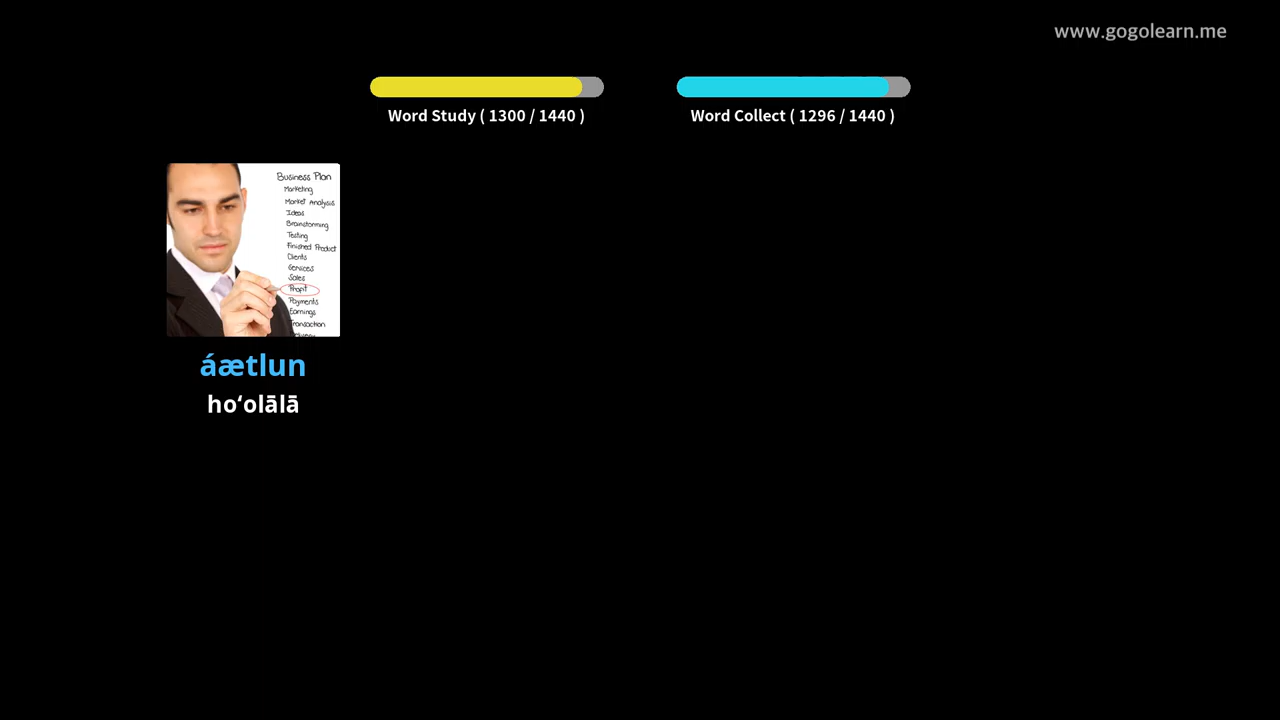 www.gogolearn.me
Word Study ( 1300 / 1440 )
Word Collect ( 1296 / 1440 )
Business Plan
Marketing
Market Analysis
Ideas
Brainstorming
Testing
Finished Product
Clients
Services
Sales
Profit
Payments
Earnings
Transaction
áætlun
hoʻolālā